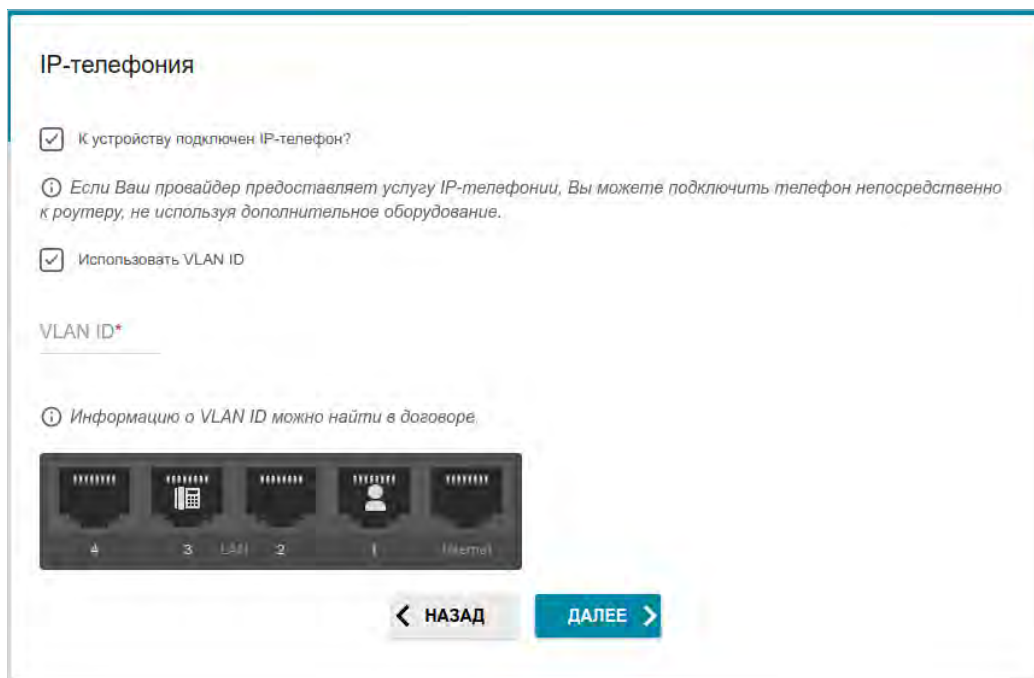 IP-телефония
К устройству подключен IP-телефон?
Если Ваш провайдер предоставляет услугу IP-телефонии, Вы можете подключить телефон непосредственно
к роутеру, не используя дополнительное оборудование.
Использовать VLAN ID
VLAN ID*
Информацию о VLAN ID можно найти в договоре.
4 3 LAN 2 1 Internet
НАЗАД ДАЛЕЕ